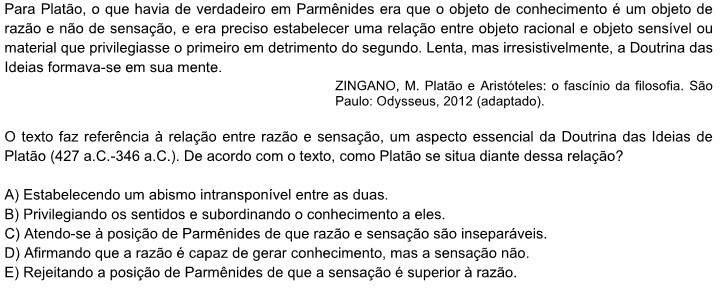 Para Platão, o que havia de verdadeiro em Parmênides era que o objeto de conhecimento é um objeto de
razão e não de sensação, e era preciso estabelecer uma relação entre objeto racional e objeto sensível ou
material que privilegiasse o primeiro em detrimento do segundo. Lenta, mas irresistivelmente, a Doutrina das
Ideias formava-se em sua mente.
ZINGANO, M. Platão e Aristóteles: o fascínio da filosofia. São
Paulo: Odysseus, 2012 (adaptado).
O texto faz referência à relação entre razão e sensação, um aspecto essencial da Doutrina das Ideias de
Platão (427 a.C.-346 a.C.). De acordo com o texto, como Platão se situa diante dessa relação?
A) Estabelecendo um abismo intransponível entre as duas.
B) Privilegiando os sentidos e subordinando o conhecimento a eles.
C) Atendo-se à posição de Parmênides de que razão e sensação são inseparáveis.
D) Afirmando que a razão é capaz de gerar conhecimento, mas a sensação não.
E) Rejeitando a posição de Parmênides de que a sensação é superior à razão.